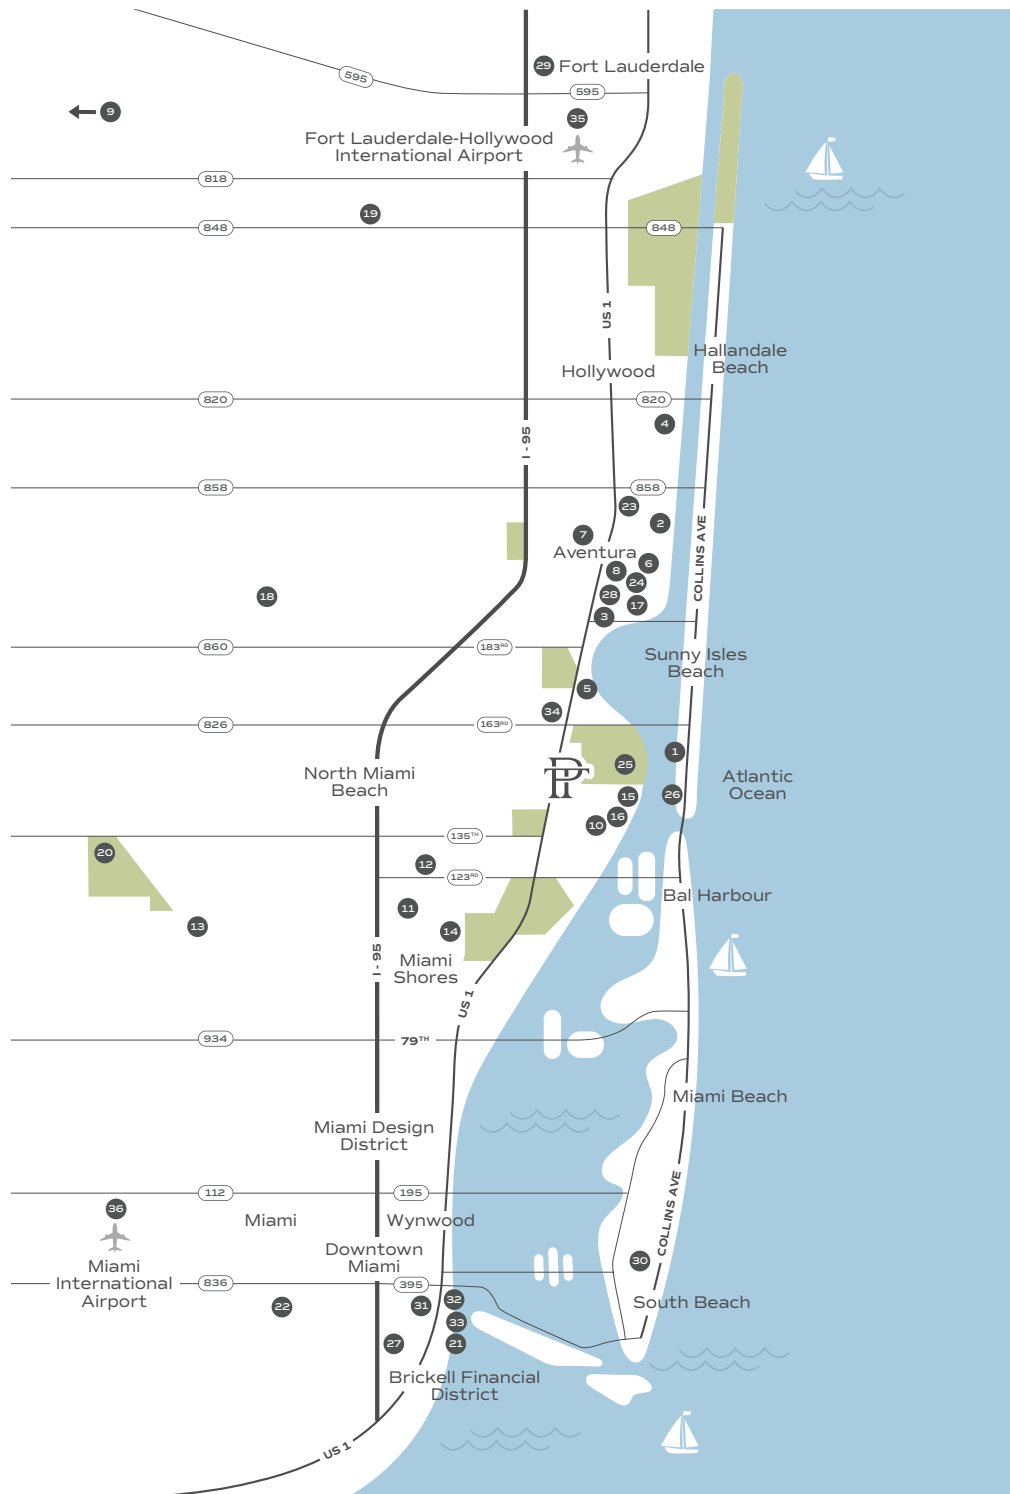 29 Fort Lauderdale
595
595
9
35
Fort Lauderdale-Hollywood
International Airport
818
19
848
848
US 1
Hallandale
Beach
Hollywood
820
820
4
I - 95
858
858
23
2
7
Aventura
COLLINS AVE
6
8
24
28
17
18
3
860
183RD
Sunny Isles
Beach
5
34
826
163RD
1
25
North Miami
Beach
PT
Atlantic
Ocean
15
26
16
10
135TH
20
12
123RD
Bal Harbour
11
13
14
I - 95
Miami
Shores
US 1
934
79TH
Miami Beach
Miami Design
District
112
195
36
Miami
Wynwood
COLLINS AVE
Downtown
Miami
30
Miami
International
Airport
836
395
22
31
32
South Beach
33
27
21
Brickell Financial
District
US 1